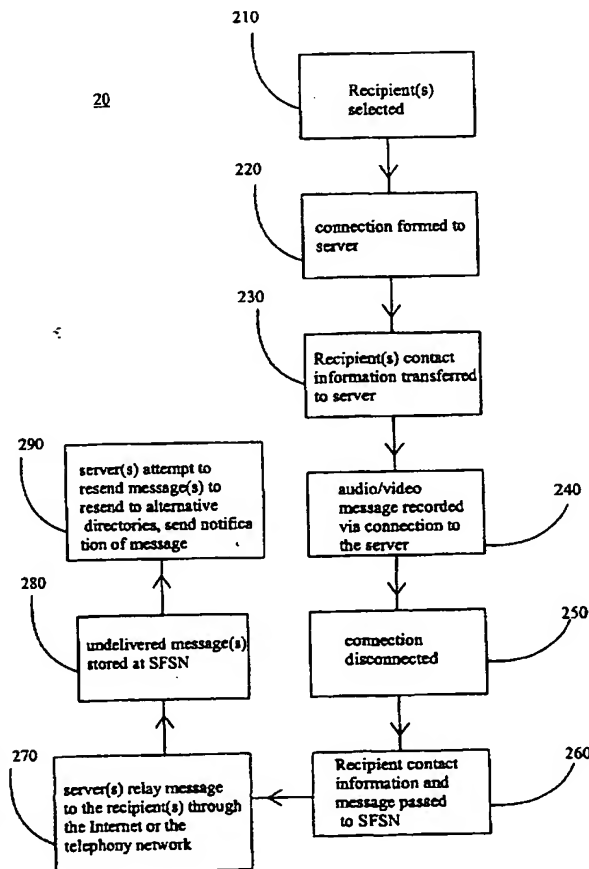 210
20
Recipient(s)
selected
220
connection formed to
server
230
Recipient(s) contact
information transferred
to server
audio/video
message recorded
via connection to
the server
240
connection
disconnected
250
Recipient contact
information and
message passed
to SFSN
260
270
server(s) relay message
to the recipient(s) through
the Internet or the
telephony network
280
undelivered message(s)
stored at SFSN
290
server(s) attempt to
resend message(s) to
resend to alternative
directories, send notifica
tion of message